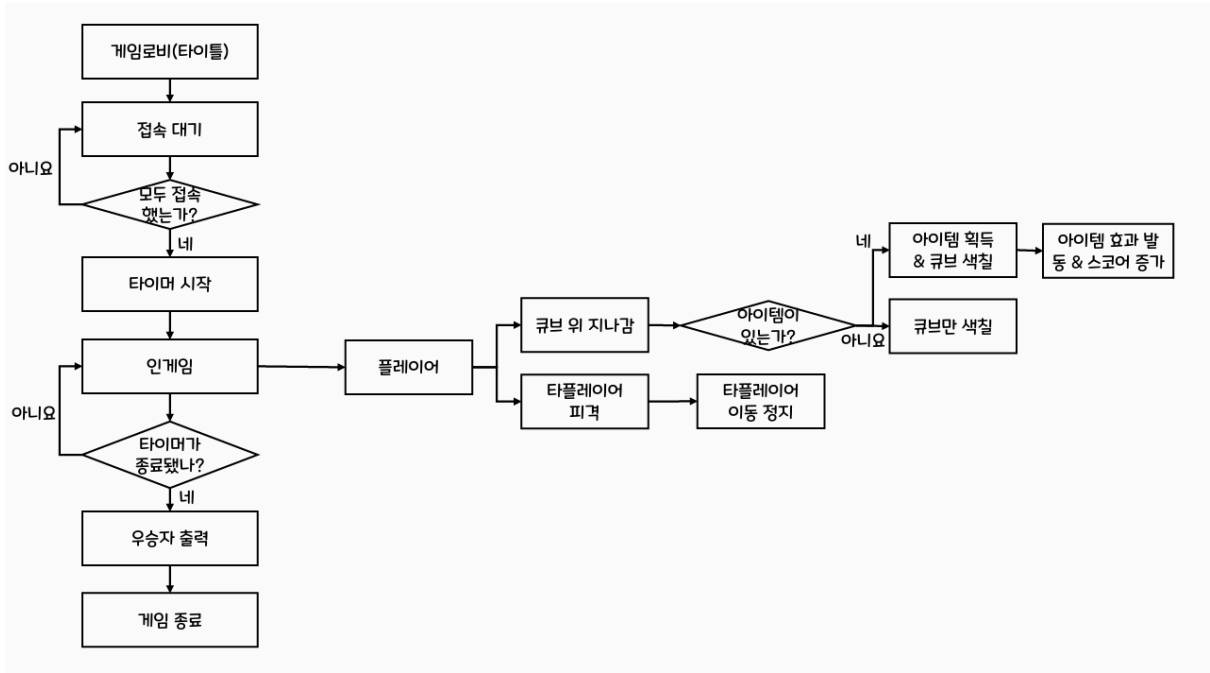 게임로비(타이틀)
접속 대기
아니요
모두 접속
했는가?
네
타이머 시작
인게임
아니요
타이머가
종료됐나?
네
우승자 출력
게임 종료
플레이어
큐브 위 지나감
아이템이
있는가?
네
아이템 획득
& 큐브 색칠
아이템 효과 발
동 & 스코어 증가
아니요
큐브만 색칠
타플레이어
피격
타플레이어
이동 정지